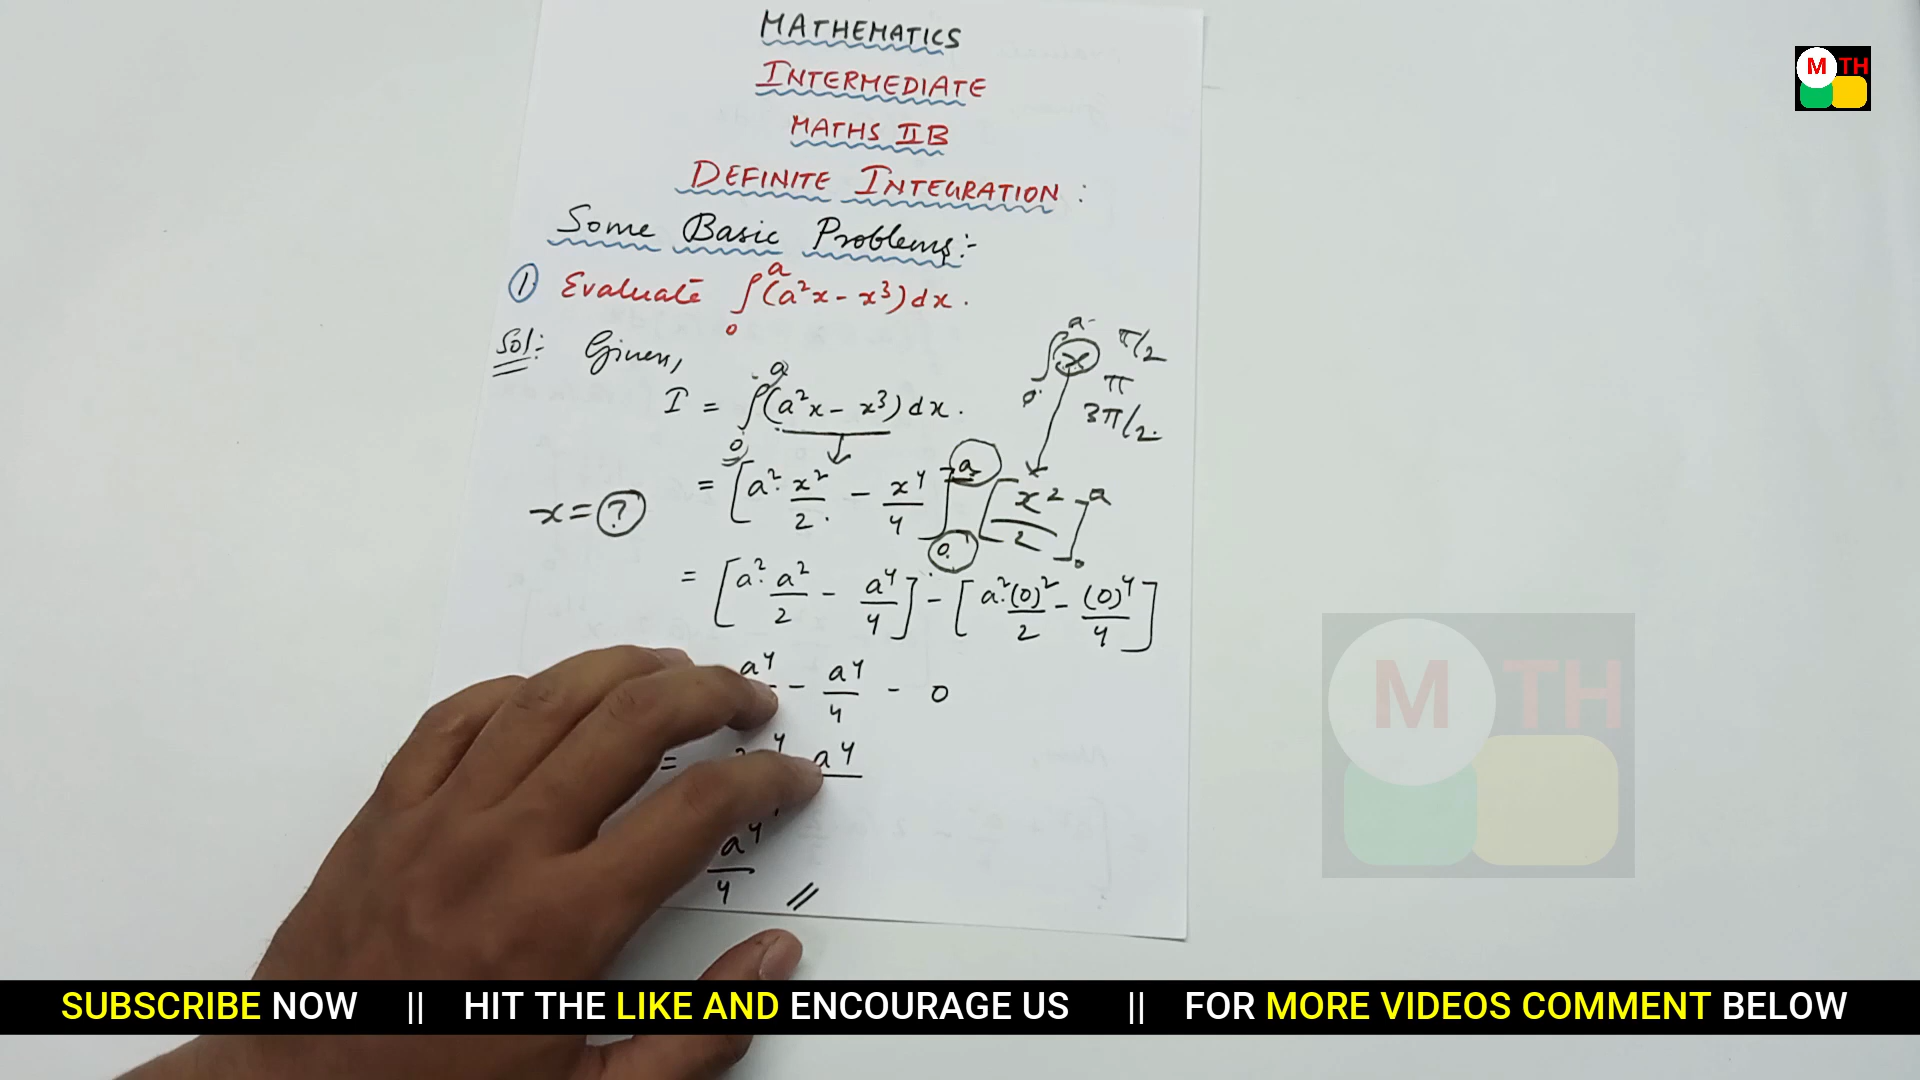 MATHEMATICS
INTERMEDIATE
MATHS IIB
DEFINITE INTEGRATION :
Some Basic Problems:-
① Evaluate ∫₀ᵃ (a²x - x³) dx.
Sol:- Given,
I = ∫₀ᵃ (a²x - x³) dx.
∫₀ᵃ x
π/2
π
3π/2.
= [a². x²/2 - x⁴/4]₀ᵃ
[x²/2]₀ᵃ
x = ?
= [a². a²/2 - a⁴/4] - [a².(0)²/2 - (0)⁴/4]
a⁴ - a⁴/4 - 0
= a⁴
a⁴/4 //
M TH
M TH
SUBSCRIBE NOW || HIT THE LIKE AND ENCOURAGE US || FOR MORE VIDEOS COMMENT BELOW